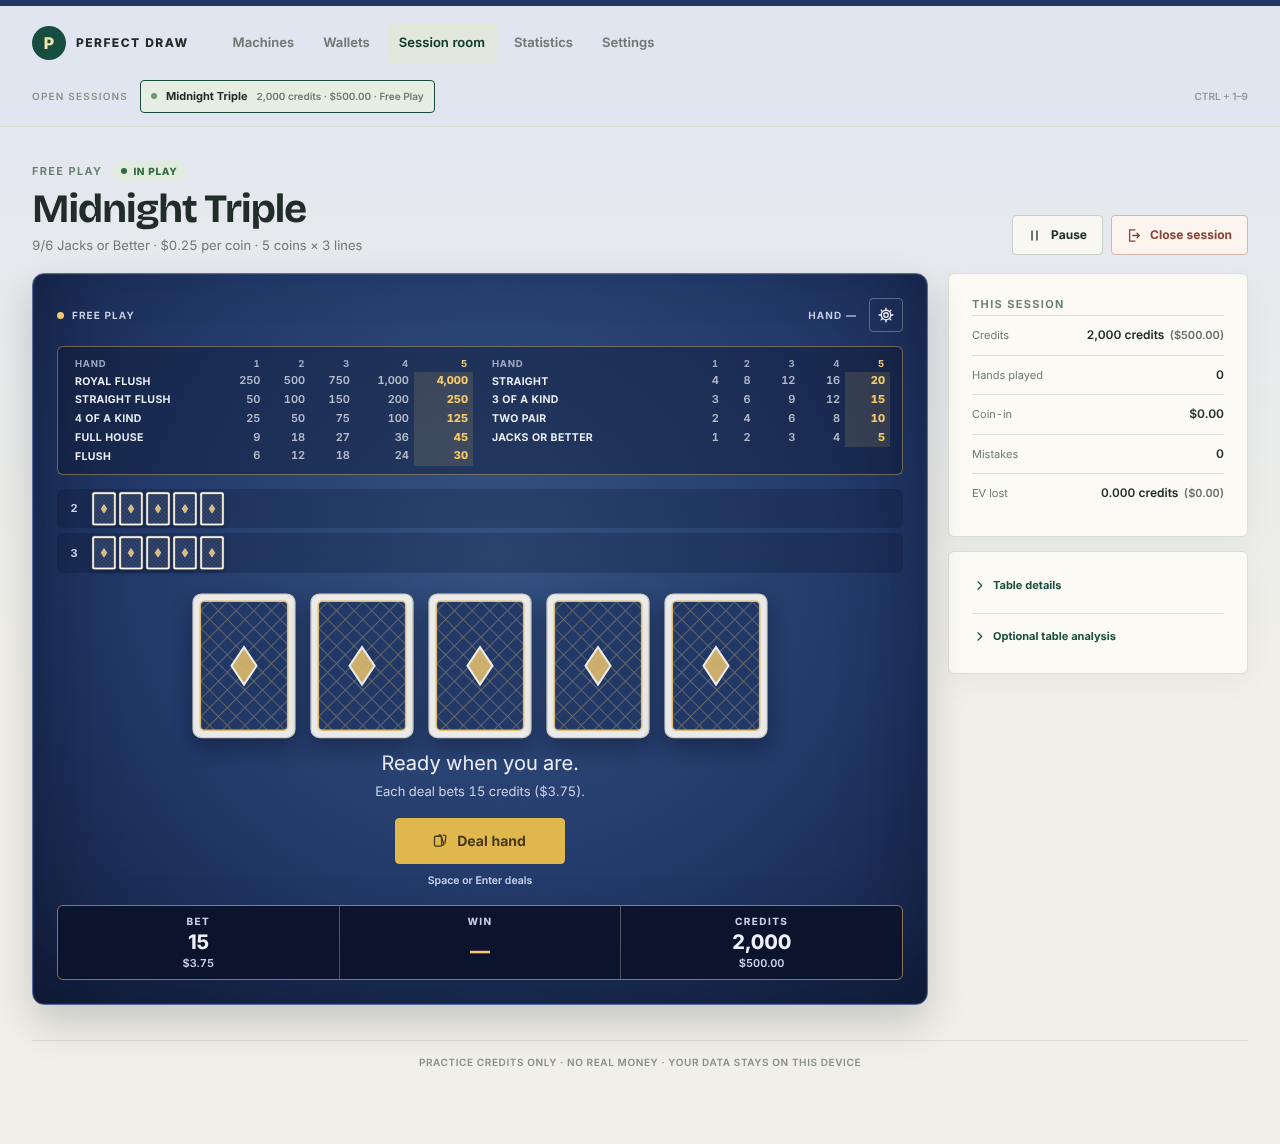 P PERFECT DRAW Machines Wallets Session room Statistics Settings
OPEN SESSIONS Midnight Triple 2,000 credits · $500.00 · Free Play CTRL + 1–9
FREE PLAY IN PLAY
Midnight Triple
9/6 Jacks or Better · $0.25 per coin · 5 coins × 3 lines
Pause Close session
FREE PLAY HAND —
HAND 1 2 3 4 5
ROYAL FLUSH 250 500 750 1,000 4,000
STRAIGHT FLUSH 50 100 150 200 250
4 OF A KIND 25 50 75 100 125
FULL HOUSE 9 18 27 36 45
FLUSH 6 12 18 24 30
HAND 1 2 3 4 5
STRAIGHT 4 8 12 16 20
3 OF A KIND 3 6 9 12 15
TWO PAIR 2 4 6 8 10
JACKS OR BETTER 1 2 3 4 5
2
3
Ready when you are.
Each deal bets 15 credits ($3.75).
Deal hand
Space or Enter deals
BET
15
$3.75
WIN
—
CREDITS
2,000
$500.00
THIS SESSION
Credits 2,000 credits ($500.00)
Hands played 0
Coin-in $0.00
Mistakes 0
EV lost 0.000 credits ($0.00)
Table details
Optional table analysis
PRACTICE CREDITS ONLY · NO REAL MONEY · YOUR DATA STAYS ON THIS DEVICE